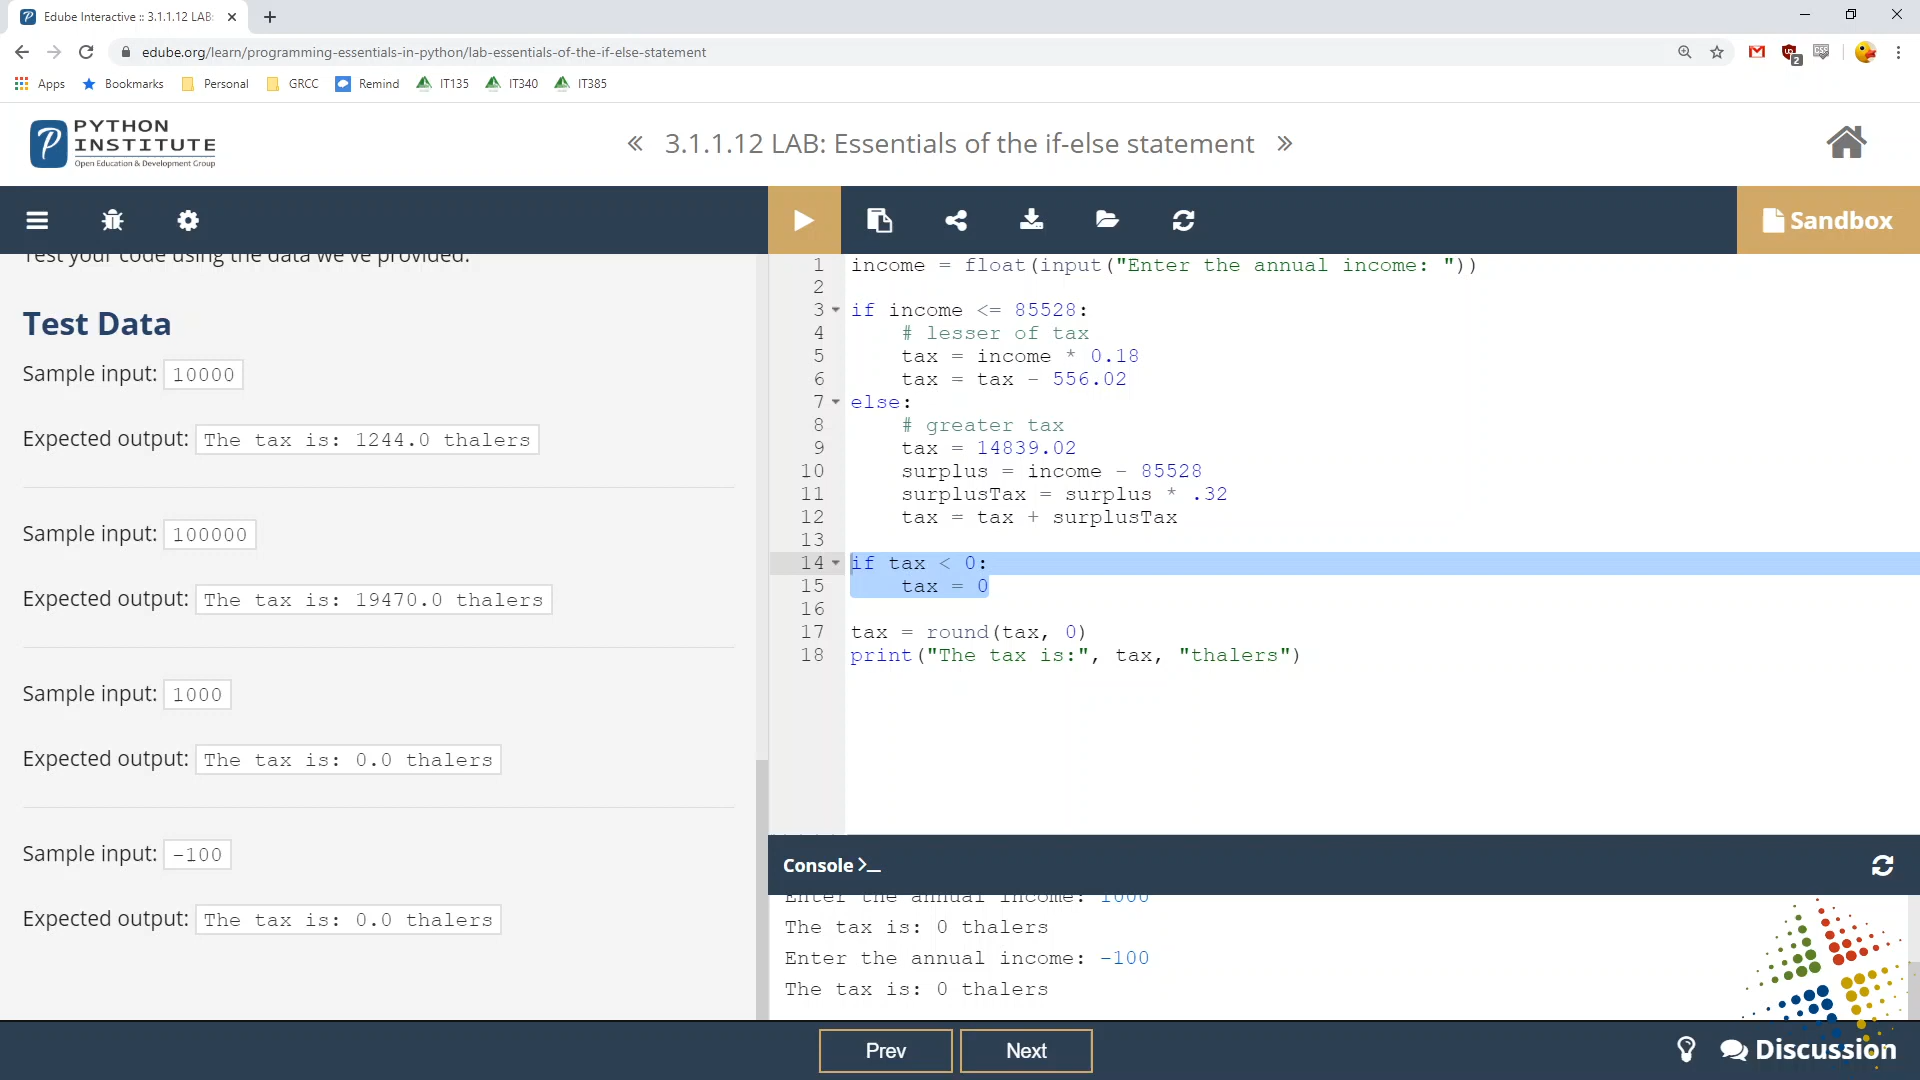 Edube Interactive :: 3.1.1.12 LAB:
edube.org/learn/programming-essentials-in-python/lab-essentials-of-the-if-else-statement
2
Apps Bookmarks Personal GRCC Remind IT135 IT340 IT385
PYTHON
INSTITUTE
Open Education & Development Group
« 3.1.1.12 LAB: Essentials of the if-else statement »
Sandbox
Test your code using the data we've provided.
Test Data
Sample input: 10000
Expected output: The tax is: 1244.0 thalers
Sample input: 100000
Expected output: The tax is: 19470.0 thalers
Sample input: 1000
Expected output: The tax is: 0.0 thalers
Sample input: -100
Expected output: The tax is: 0.0 thalers
1 income = float(input("Enter the annual income: "))
2
3 if income <= 85528:
4     # lesser of tax
5     tax = income * 0.18
6     tax = tax - 556.02
7 else:
8     # greater tax
9     tax = 14839.02
10     surplus = income - 85528
11     surplusTax = surplus * .32
12     tax = tax + surplusTax
13
14 if tax < 0:
15     tax = 0
16
17 tax = round(tax, 0)
18 print("The tax is:", tax, "thalers")
Console >_
Enter the annual income: 1000
The tax is: 0 thalers
Enter the annual income: -100
The tax is: 0 thalers
Prev Next
Discussion